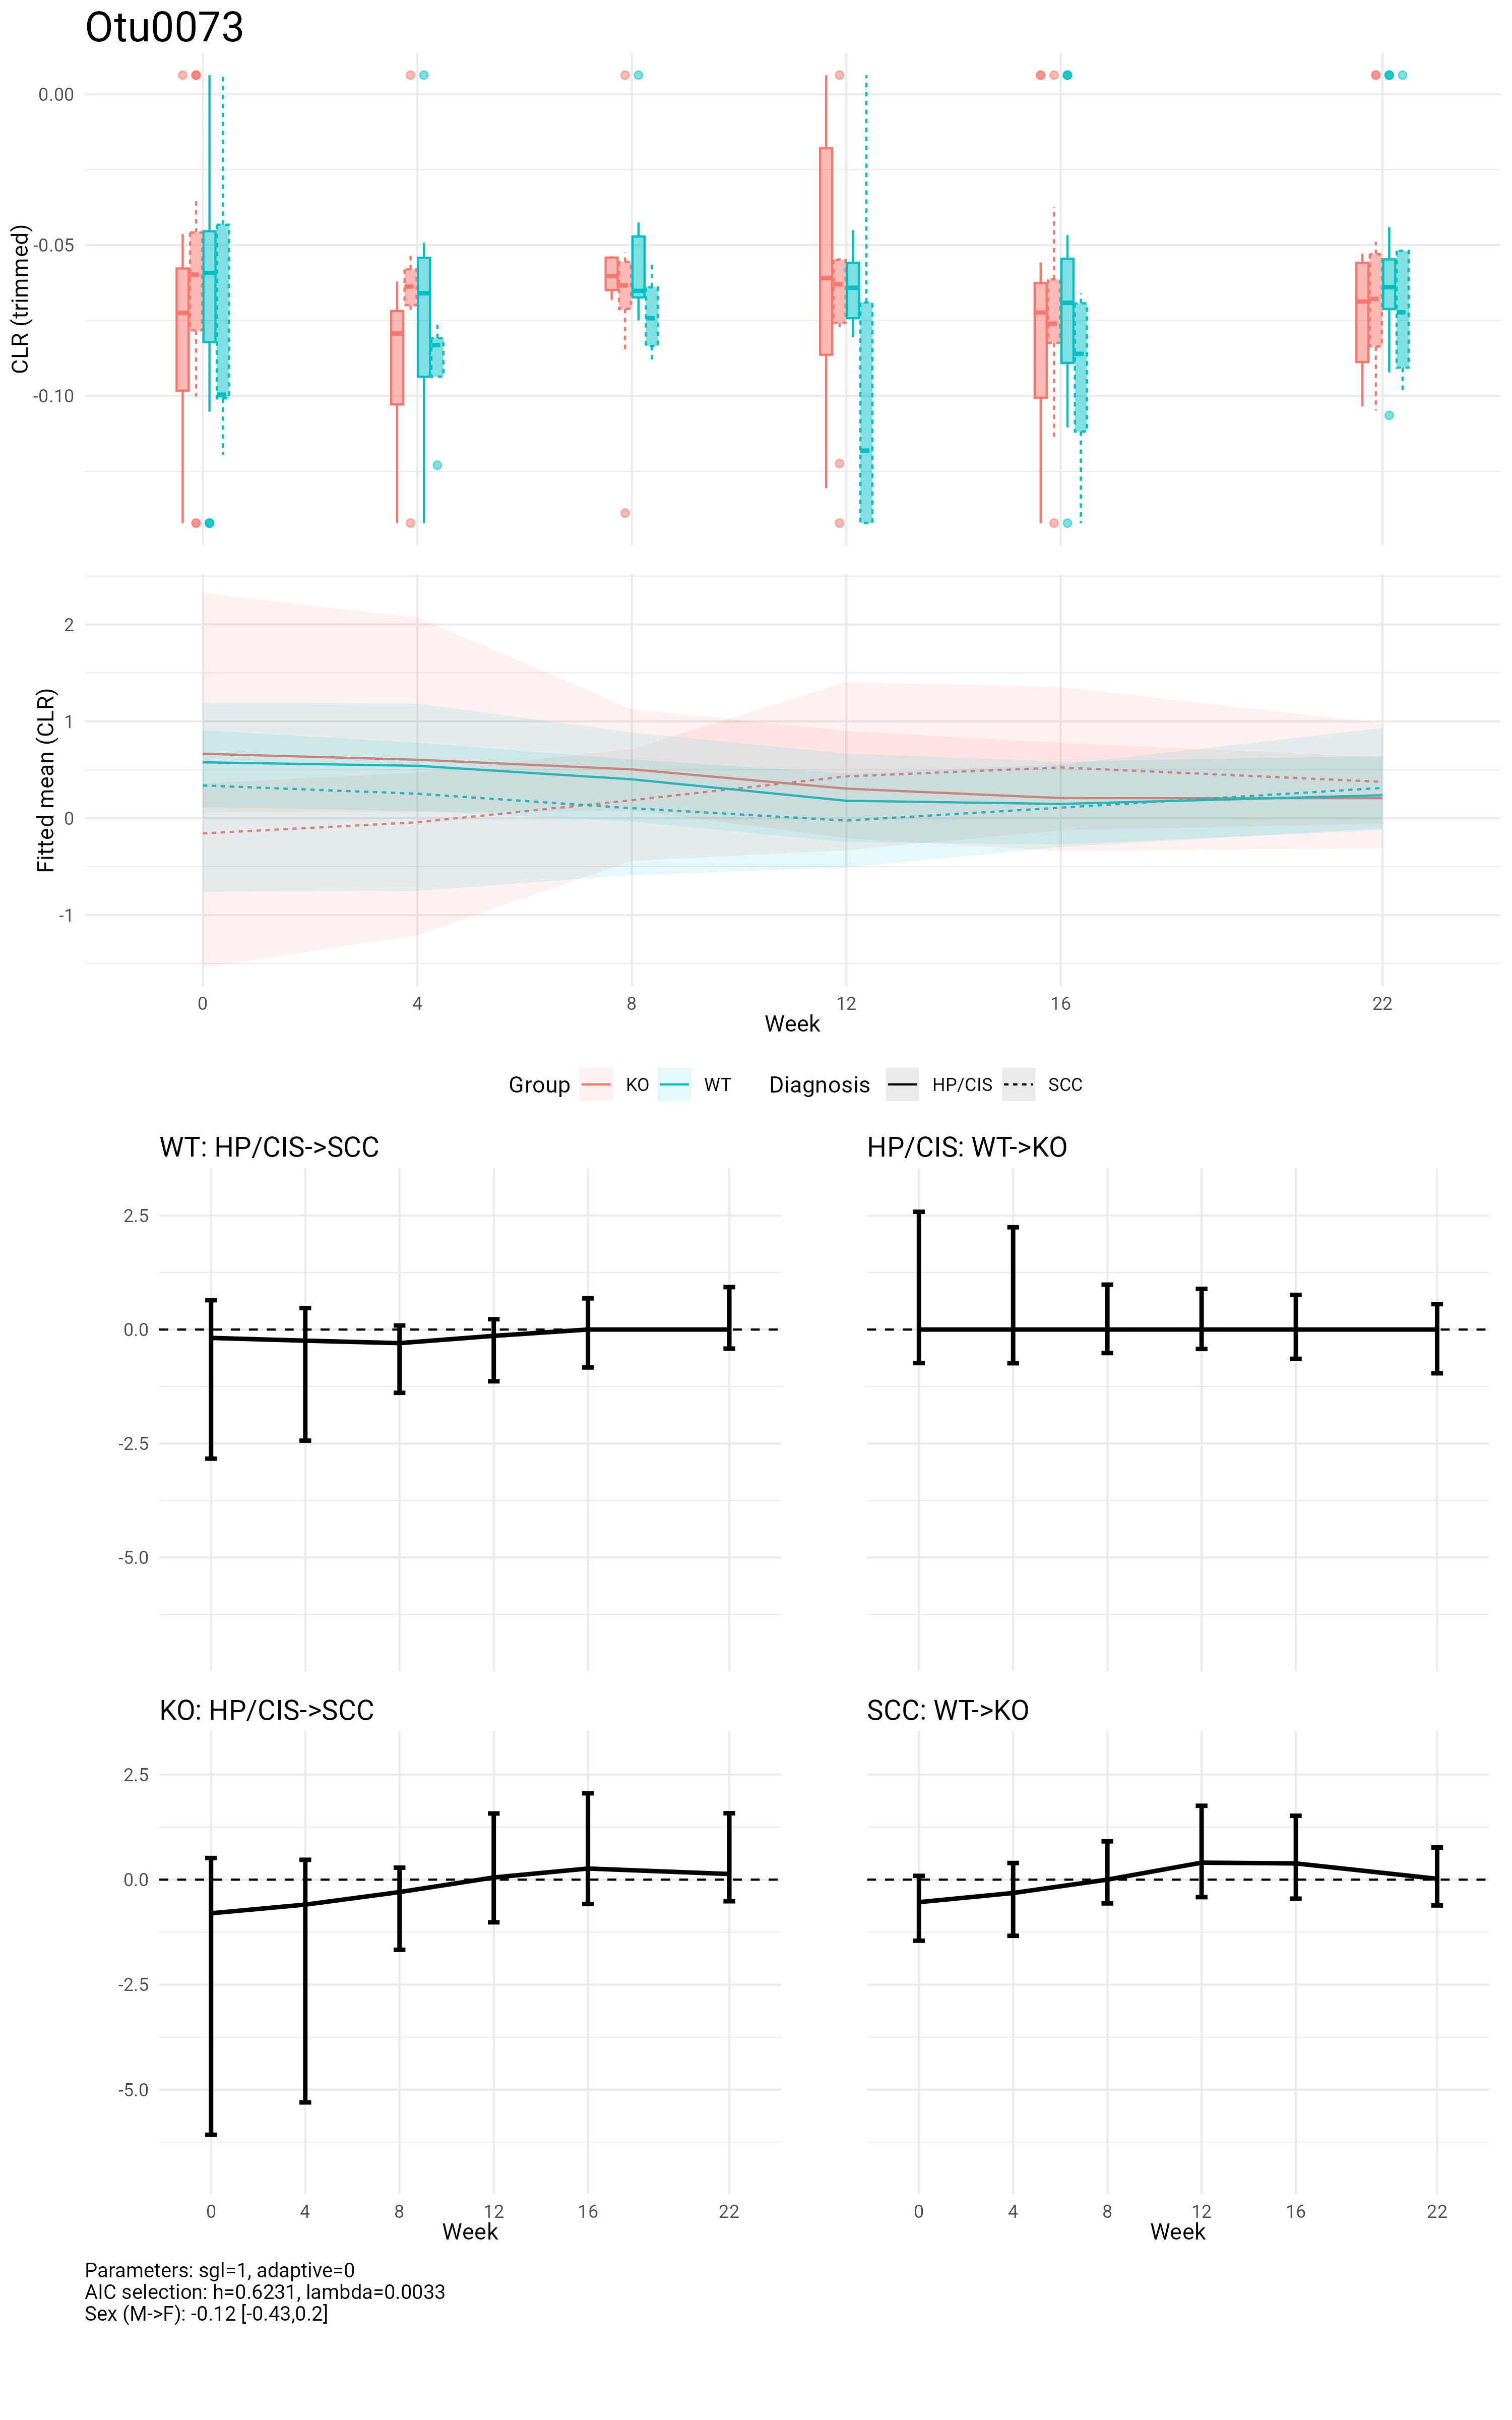 Otu0073
CLR (trimmed)
0.00
-0.05
-0.10
Fitted mean (CLR)
2
1
0
-1
0 4 8 12 16 22
Week
Group KO WT Diagnosis HP/CIS SCC
WT: HP/CIS->SCC HP/CIS: WT->KO
2.5
0.0
-2.5
-5.0
KO: HP/CIS->SCC SCC: WT->KO
2.5
0.0
-2.5
-5.0
0 4 8 12 16 22 0 4 8 12 16 22
Week Week
Parameters: sgl=1, adaptive=0
AIC selection: h=0.6231, lambda=0.0033
Sex (M->F): -0.12 [-0.43,0.2]